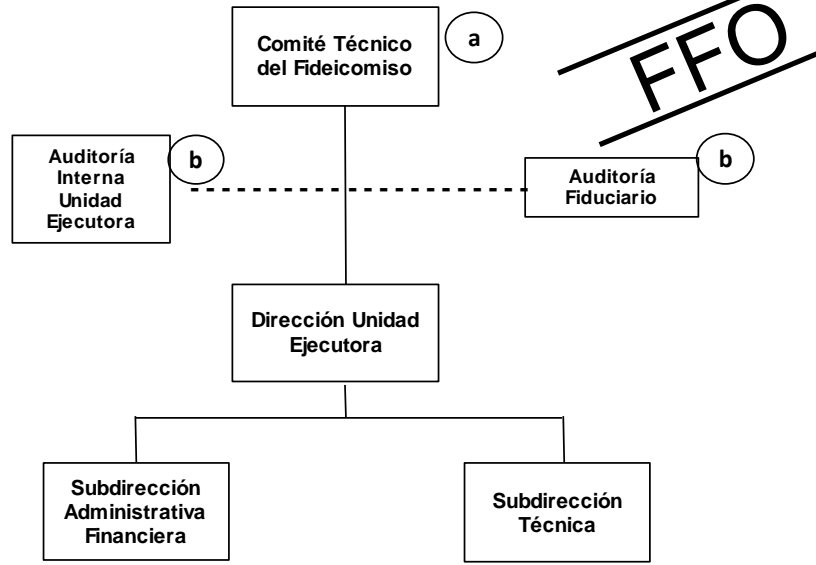 Comité Técnico
del Fideicomiso
a
FFO
Auditoría
Interna
Unidad
Ejecutora
b
Auditoría
Fiduciario
b
Dirección Unidad
Ejecutora
Subdirección
Administrativa
Financiera
Subdirección
Técnica